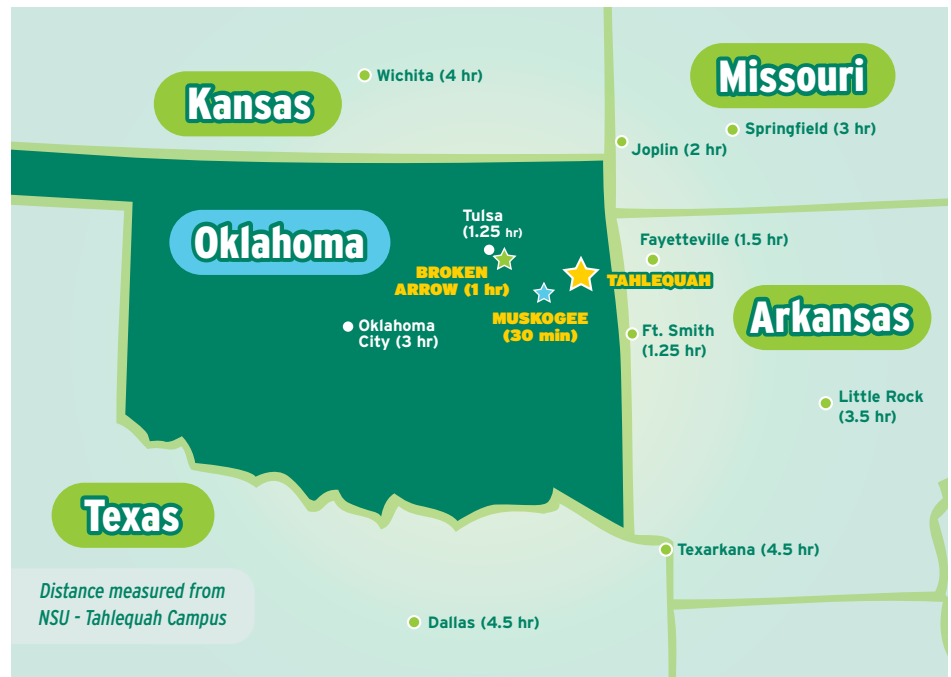 Kansas
Wichita (4 hr)
Missouri
Springfield (3 hr)
Joplin (2 hr)
Oklahoma
Tulsa
(1.25 hr)
BROKEN
ARROW (1 hr)
MUSKOGEE
(30 min)
TAHLEQUAH
Oklahoma
City (3 hr)
Fayetteville (1.5 hr)
Arkansas
Ft. Smith
(1.25 hr)
Little Rock
(3.5 hr)
Texas
Texarkana (4.5 hr)
Dallas (4.5 hr)
Distance measured from
NSU - Tahlequah Campus